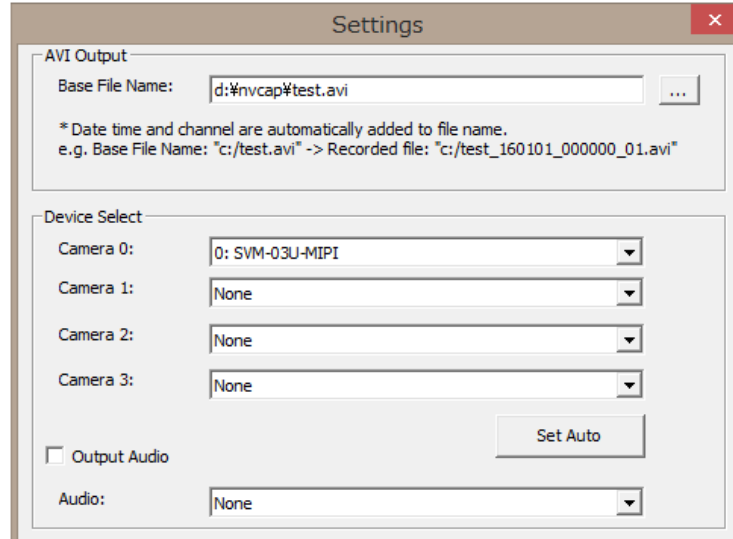 Settings
AVI Output
Base File Name: d:¥nvcap¥test.avi ...
* Date time and channel are automatically added to file name.
e.g. Base File Name: "c:/test.avi" -> Recorded file: "c:/test_160101_000000_01.avi"
Device Select
Camera 0: 0: SVM-03U-MIPI
Camera 1: None
Camera 2: None
Camera 3: None
Set Auto
Output Audio
Audio: None